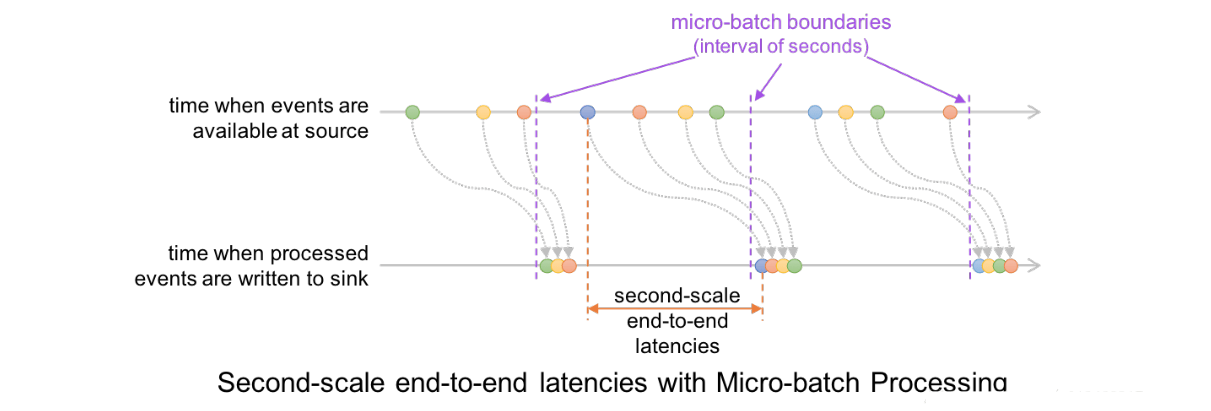 micro-batch boundaries
(interval of seconds)
time when events are
available at source
time when processed
events are written to sink
second-scale
end-to-end
latencies
Second-scale end-to-end latencies with Micro-batch Processing